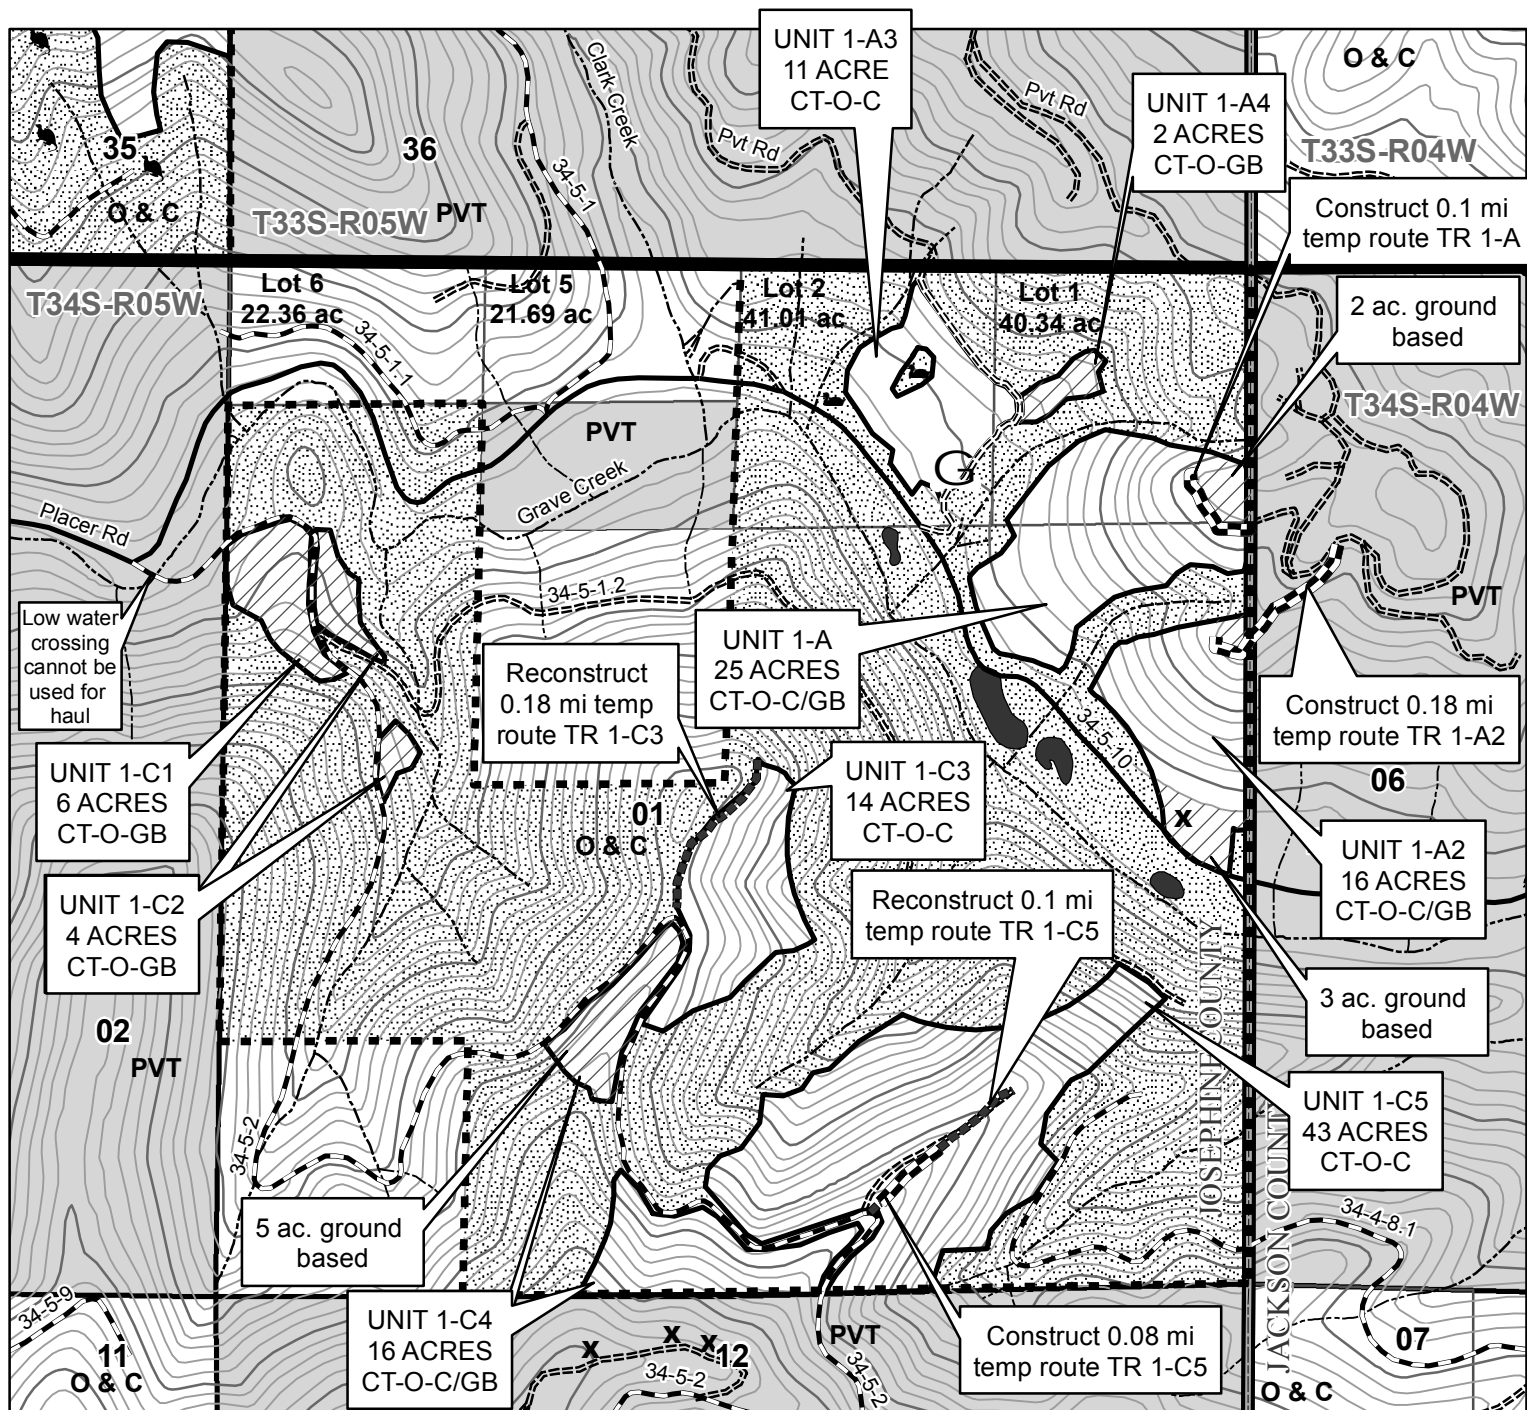 UNIT 1-A3
11 ACRE
CT-O-C
O & C
Clark Creek
Pvt Rd
Pvt Rd
UNIT 1-A4
2 ACRES
CT-O-GB
35
36
T33S-R04W
34-5-1
O & C
T33S-R05W
PVT
Construct 0.1 mi
temp route TR 1-A
T34S-R05W
Lot 6
22.36 ac
Lot 5
21.69 ac
Lot 2
41.01 ac
Lot 1
40.34 ac
2 ac. ground
based
34-5-1.1
T34S-R04W
PVT
G
Grave Creek
Placer Rd
34-5-1.2
PVT
Low water
crossing
cannot be
used for
haul
UNIT 1-A
25 ACRES
CT-O-C/GB
Reconstruct
0.18 mi temp
route TR 1-C3
Construct 0.18 mi
temp route TR 1-A2
34-5-10
UNIT 1-C1
6 ACRES
CT-O-GB
UNIT 1-C3
14 ACRES
CT-O-C
06
01
O & C
X
UNIT 1-A2
16 ACRES
CT-O-C/GB
UNIT 1-C2
4 ACRES
CT-O-GB
Reconstruct 0.1 mi
temp route TR 1-C5
3 ac. ground
based
02
PVT
JOSEPHINE COUNTY
JACKSON COUNTY
UNIT 1-C5
43 ACRES
CT-O-C
34-5-2
5 ac. ground
based
34-4-8.1
34-5-9
UNIT 1-C4
16 ACRES
CT-O-C/GB
X
X
X
12
PVT
Construct 0.08 mi
temp route TR 1-C5
07
11
O & C
34-5-2
34-5-2
O & C